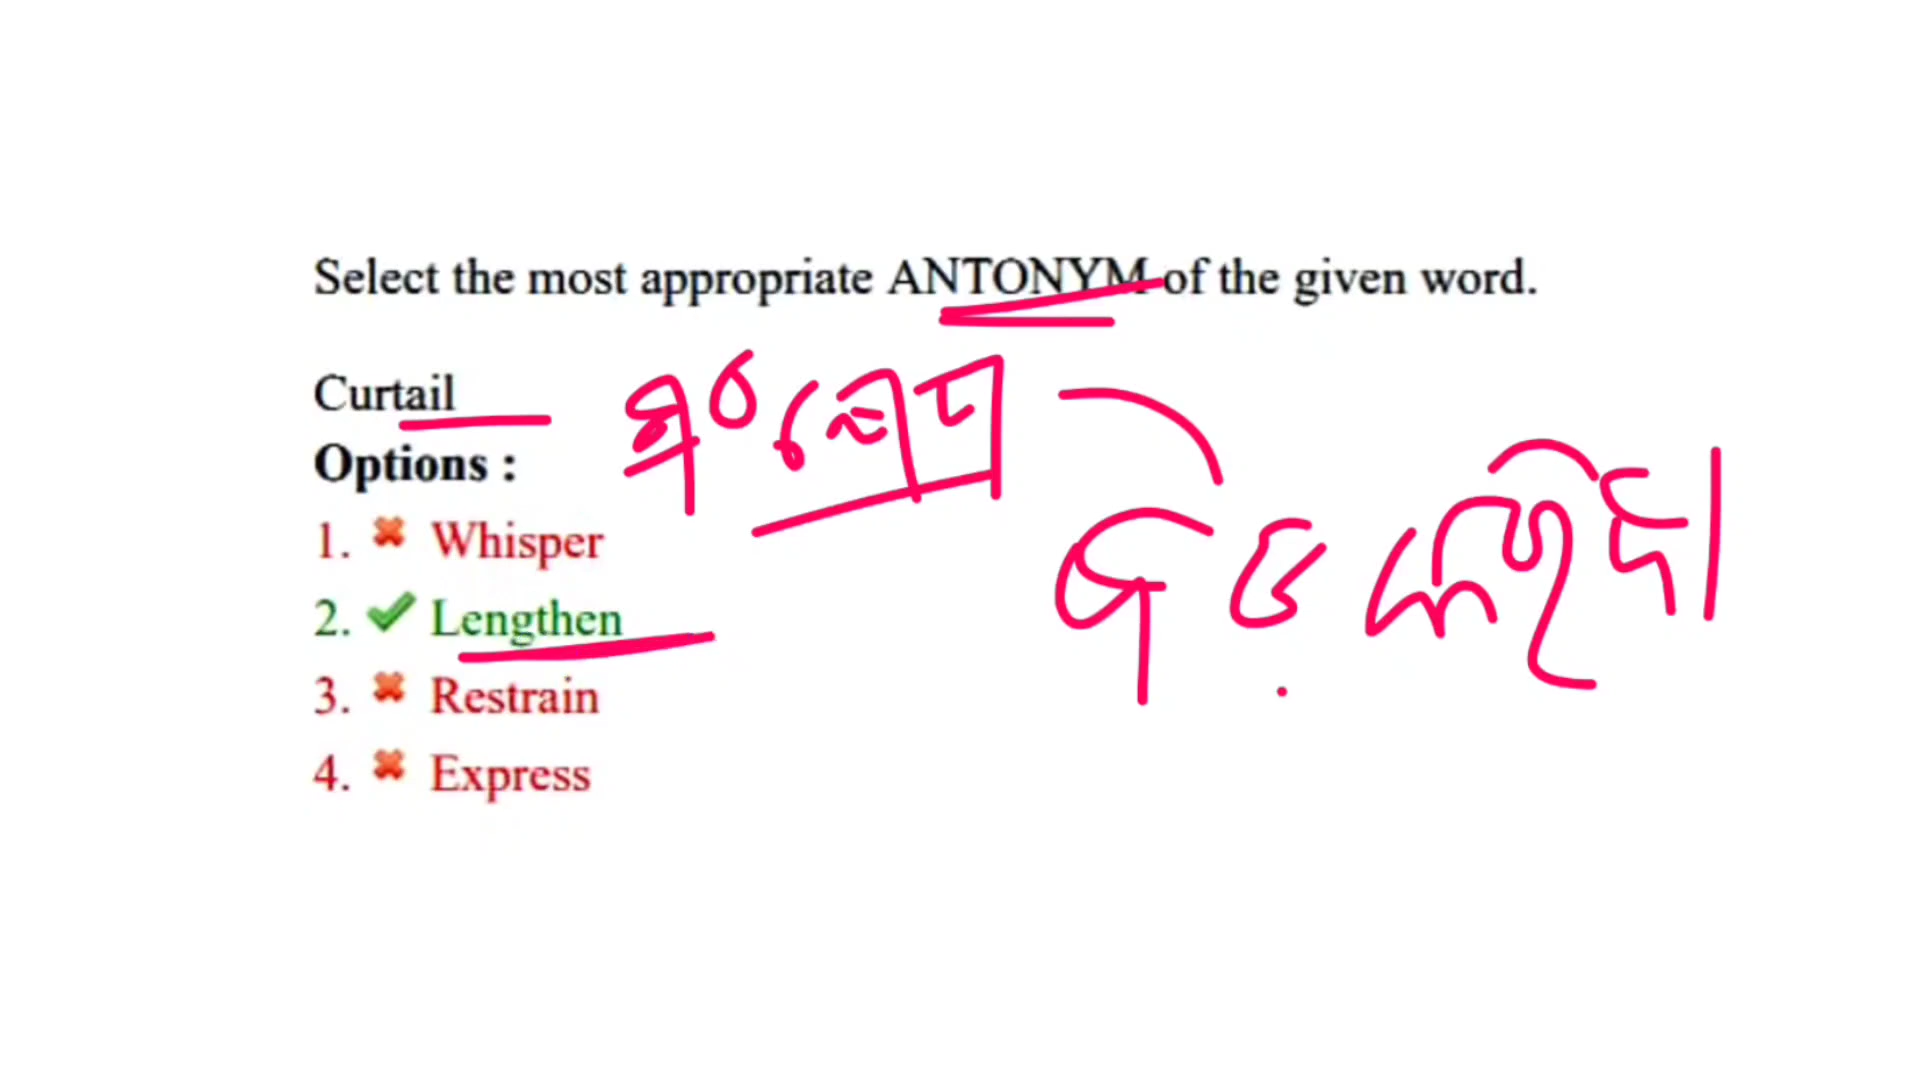 Select the most appropriate ANTONYM of the given word.
Curtail
Options :
1. Whisper
2. Lengthen
3. Restrain
4. Express